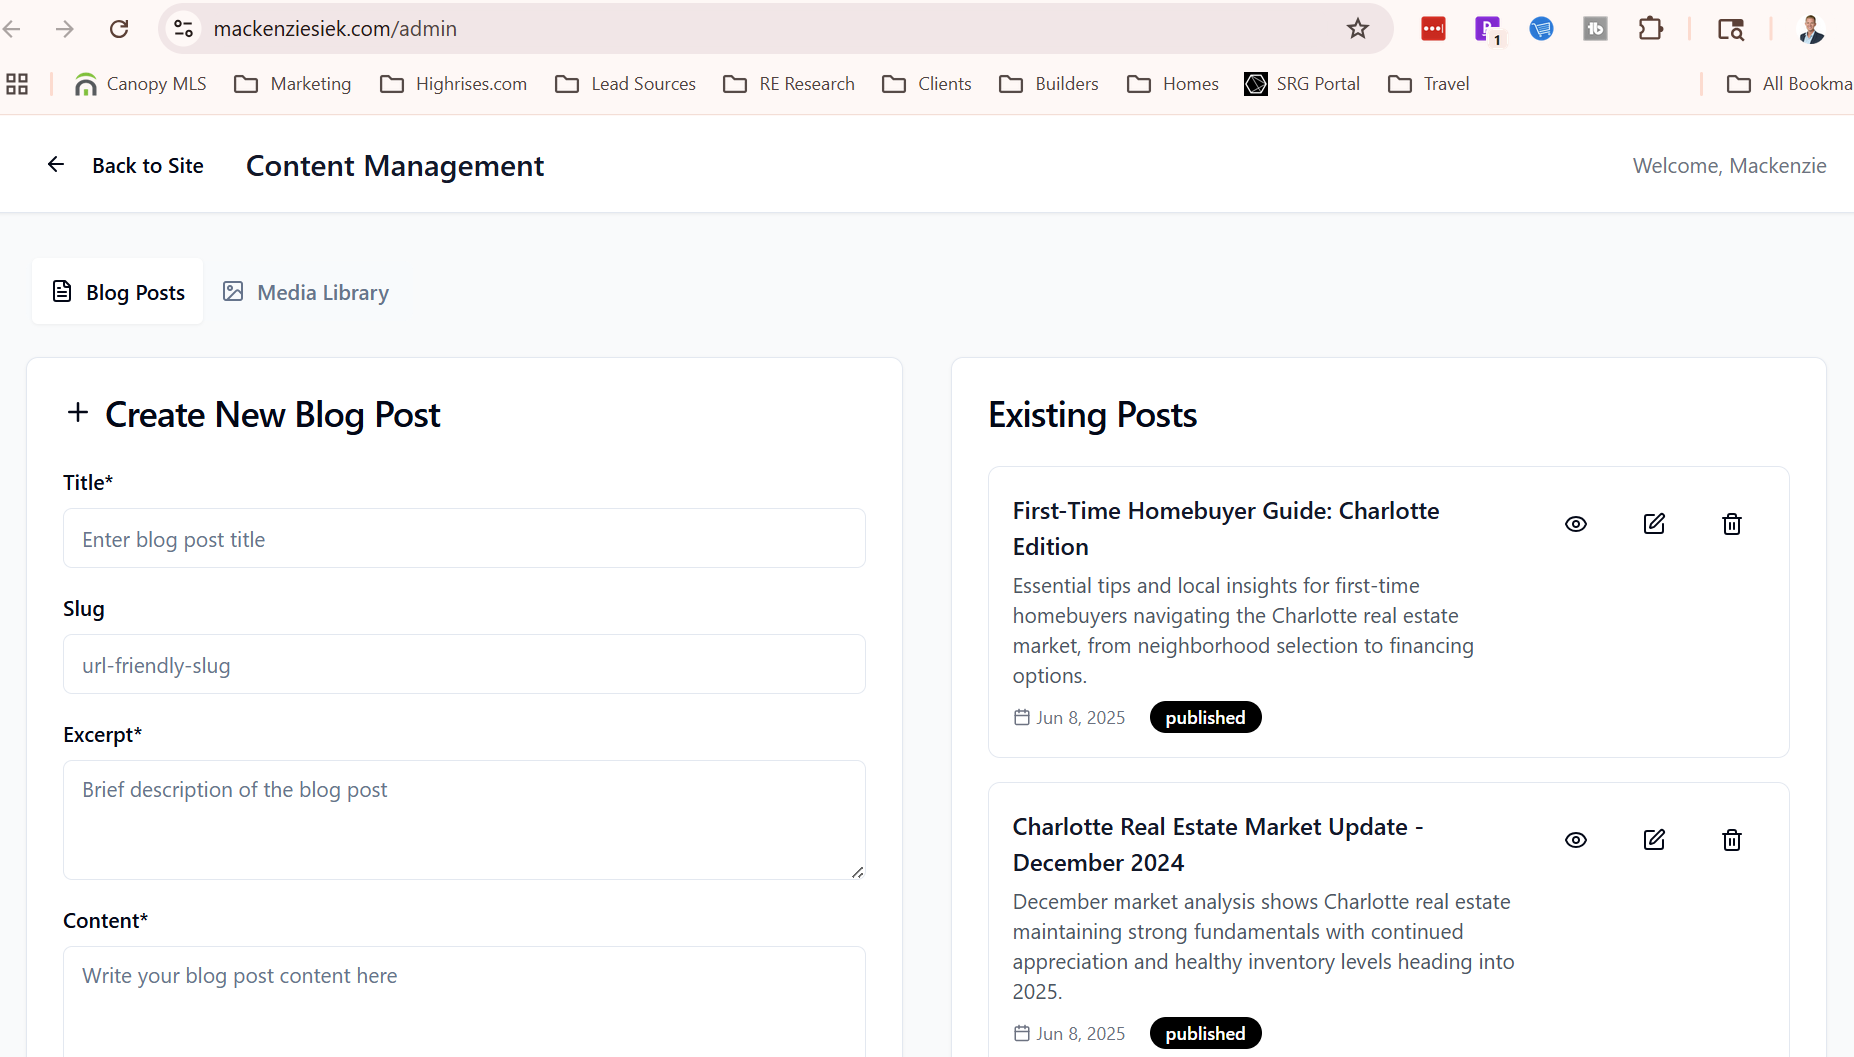 mackenziesiek.com/admin
1
tb
Canopy MLS
Marketing
Highrises.com
Lead Sources
RE Research
Clients
Builders
Homes
SRG Portal
Travel
All Bookma
Back to Site
Content Management
Welcome, Mackenzie
Blog Posts
Media Library
Create New Blog Post
Title*
Enter blog post title
Slug
url-friendly-slug
Excerpt*
Brief description of the blog post
Content*
Write your blog post content here
Existing Posts
First-Time Homebuyer Guide: Charlotte
Edition
Essential tips and local insights for first-time
homebuyers navigating the Charlotte real estate
market, from neighborhood selection to financing
options.
Jun 8, 2025
published
Charlotte Real Estate Market Update -
December 2024
December market analysis shows Charlotte real estate
maintaining strong fundamentals with continued
appreciation and healthy inventory levels heading into
2025.
Jun 8, 2025
published